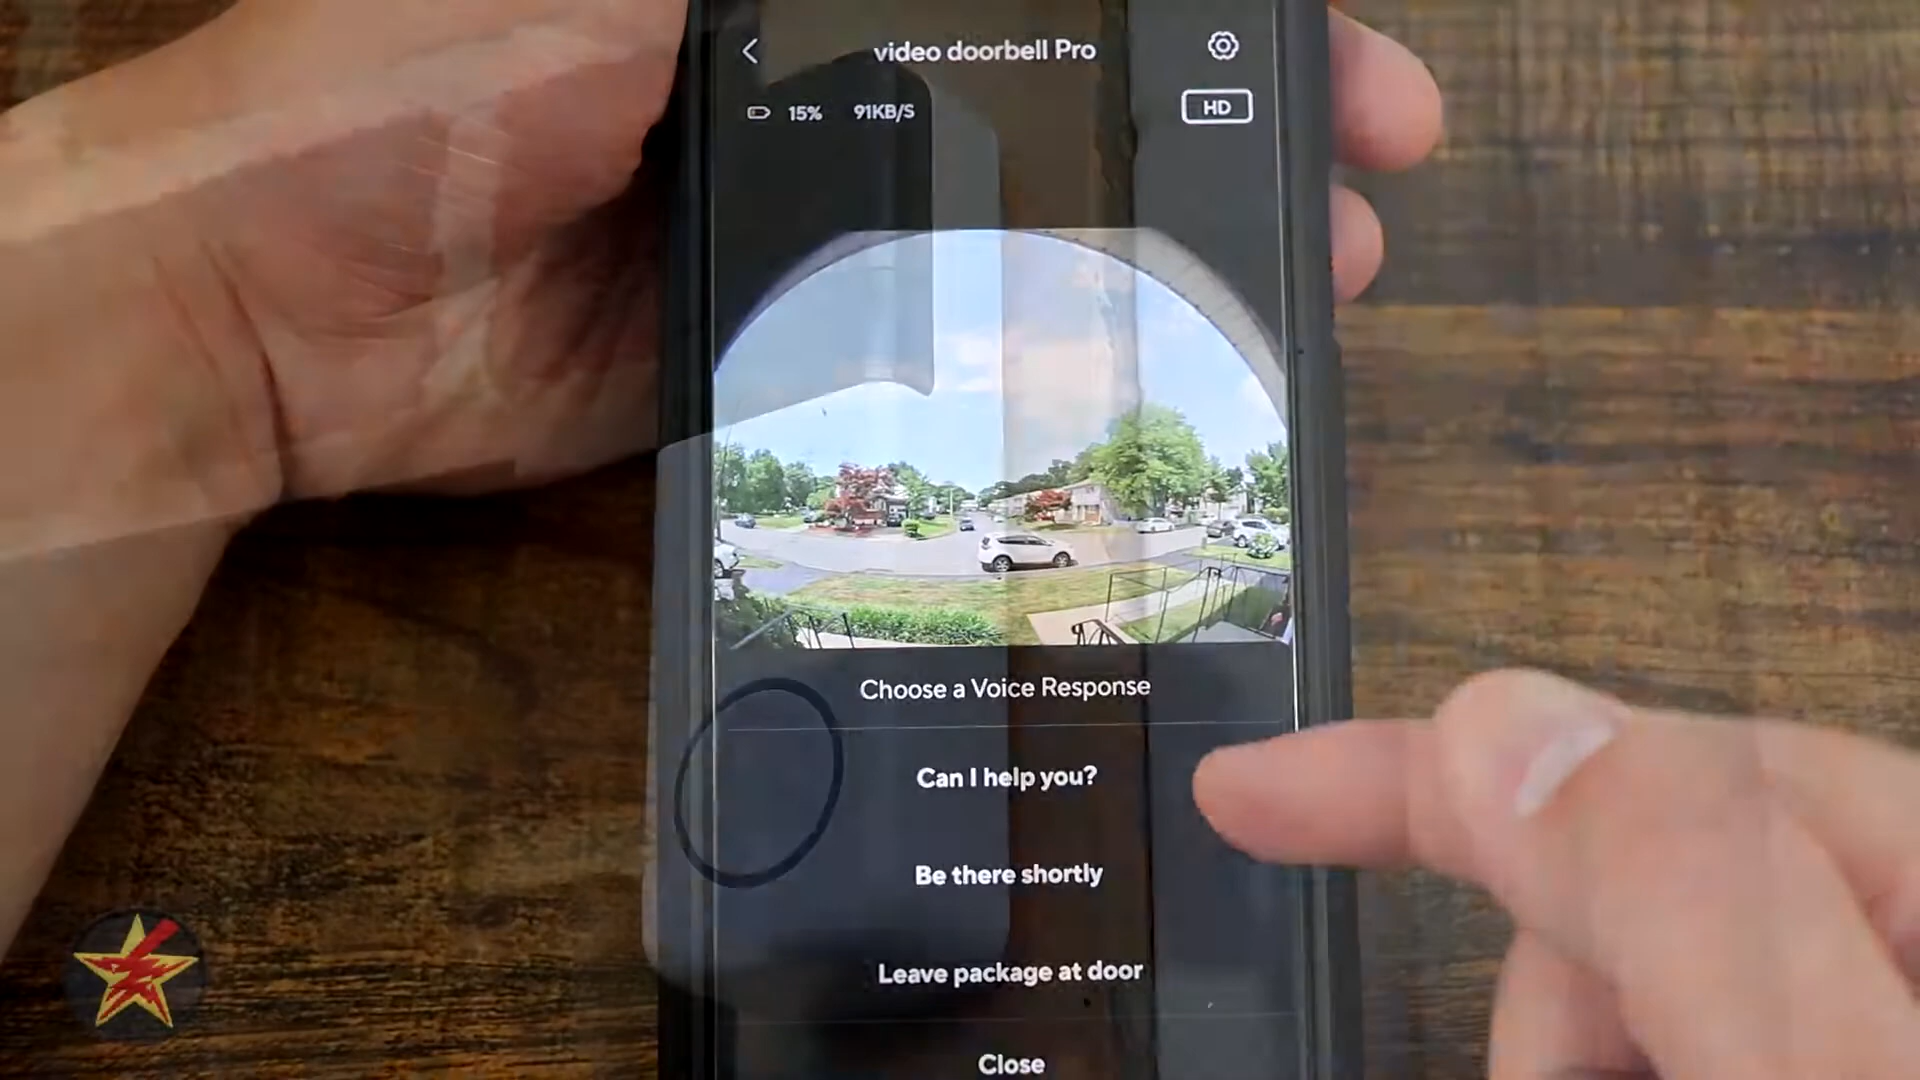 video doorbell Pro
15% 91KB/S
HD
Choose a Voice Response
Can I help you?
Be there shortly
Leave package at door
Close